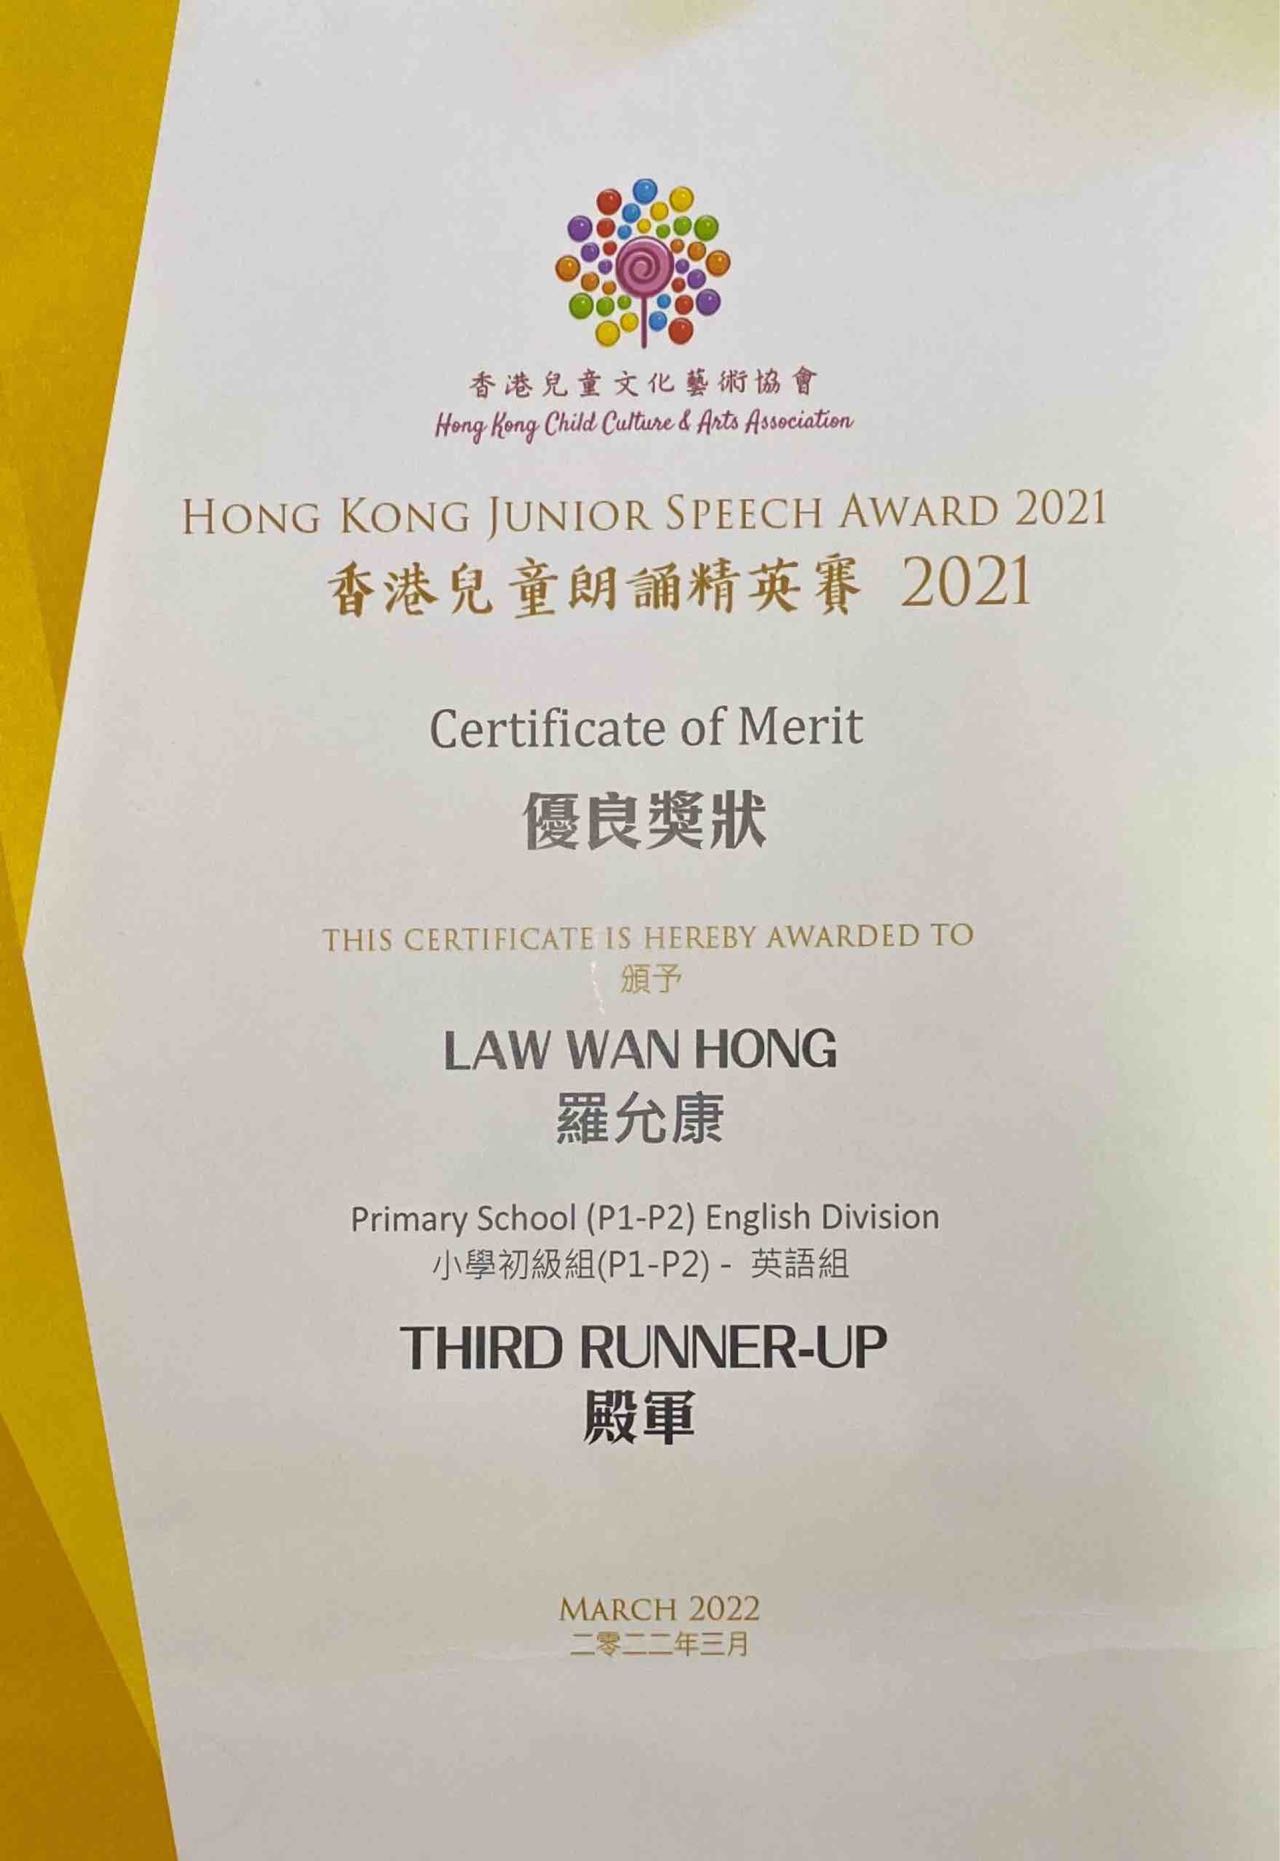 香港兒童文化藝術協會
Hong Kong Child Culture & Arts Association
HONG KONG JUNIOR SPEECH AWARD 2021
香港兒童朗誦精英賽 2021
Certificate of Merit
優良獎狀
THIS CERTIFICATE IS HEREBY AWARDED TO
頒予
LAW WAN HONG
羅允康
Primary School (P1-P2) English Division
小學初級組(P1-P2) - 英語組
THIRD RUNNER-UP
殿軍
MARCH 2022
二零二二年三月